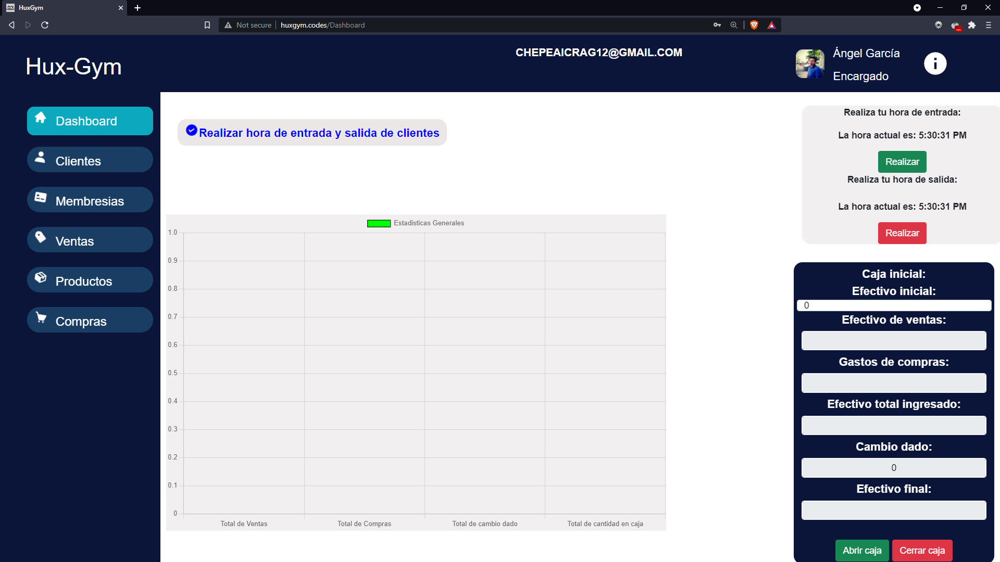 HuxGym
Not secure
huxgym.codes/Dashboard
Hux-Gym
CHEPEAICRAG12@GMAIL.COM
Ángel García
Encargado
Dashboard
Clientes
Membresias
Ventas
Productos
Compras
Realizar hora de entrada y salida de clientes
Estadisticas Generales
1.0
0.9
0.8
0.7
0.6
0.5
0.4
0.3
0.2
0.1
0
Total de Ventas
Total de Compras
Total de cambio dado
Total de cantidad en caja
Realiza tu hora de entrada:
La hora actual es: 5:30:31 PM
Realizar
Realiza tu hora de salida:
La hora actual es: 5:30:31 PM
Realizar
Caja inicial:
Efectivo inicial:
0
Efectivo de ventas:
Gastos de compras:
Efectivo total ingresado:
Cambio dado:
0
Efectivo final:
Abrir caja
Cerrar caja